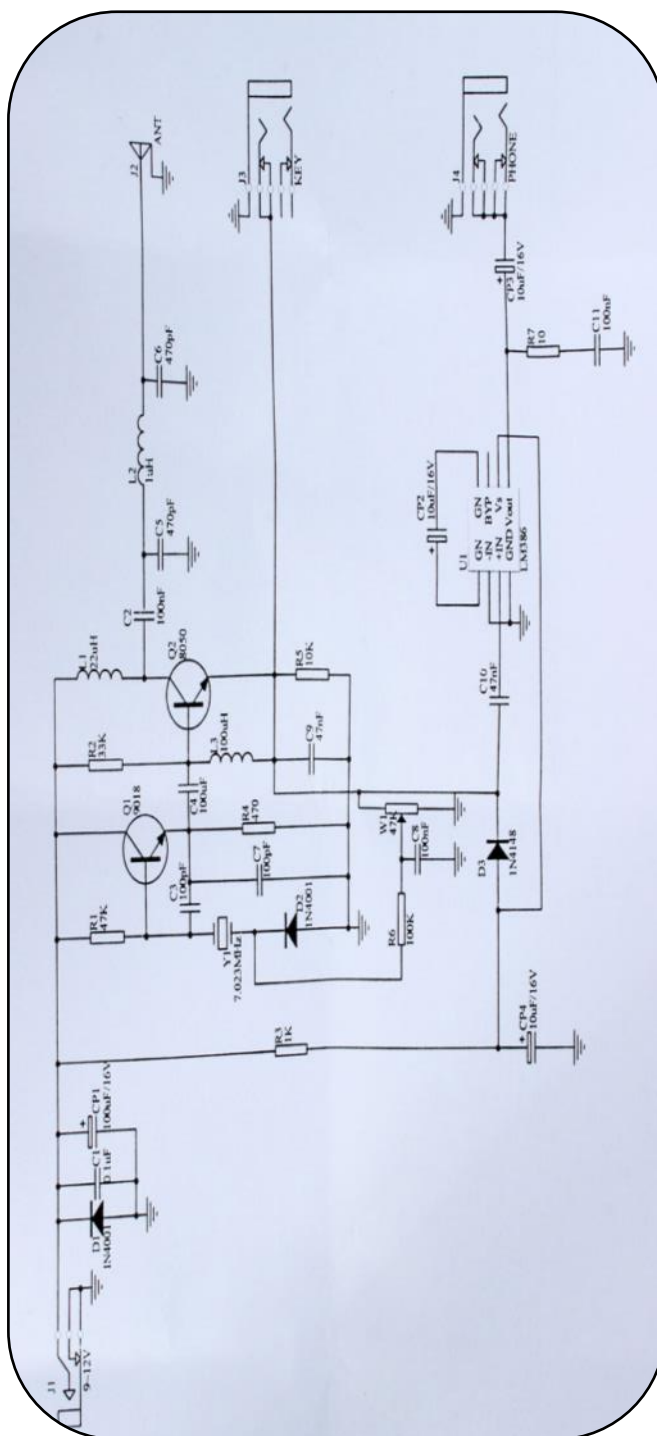 J1
9~12V
D1
1N4001
C1
0.1uF
CP1
100uF/16V
R3
1K
CP4
10uF/16V
R1
47K
Y1
7.023MHz
D2
1N4001
C3
100pF
C7
100pF
Q1
9018
R4
470
C4
100uF
R2
33K
L3
100uH
C9
47nF
L1
22uH
Q2
8050
R5
10K
C2
100nF
C5
470pF
L2
1uH
C6
470pF
J2
ANT
R6
100K
C8
100nF
W1
47K
D3
1N4148
C10
47nF
U1
GN GN
-IN BYP
+IN Vs
GND Vout
LM386
CP2
10uF/16V
R7
10
C11
100nF
CP3
10uF/16V
J3
KEY
J4
PHONE